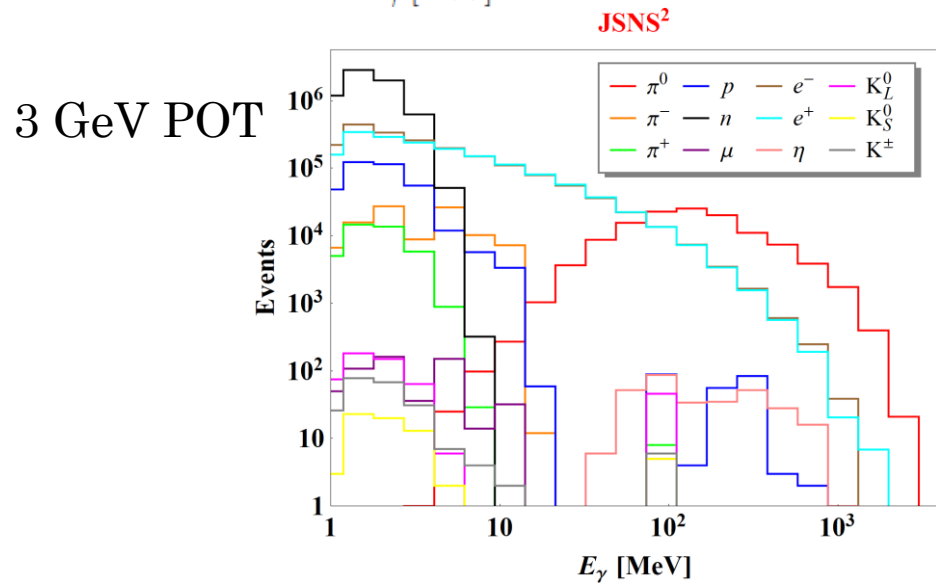 JSNS²
3 GeV POT
π⁰ p e⁻ K⁰_L
π⁻ n e⁺ K⁰_S
π⁺ μ η K^±
Events
10⁶
10⁵
10⁴
10³
10²
10
1
1 10 10² 10³
E_γ [MeV]